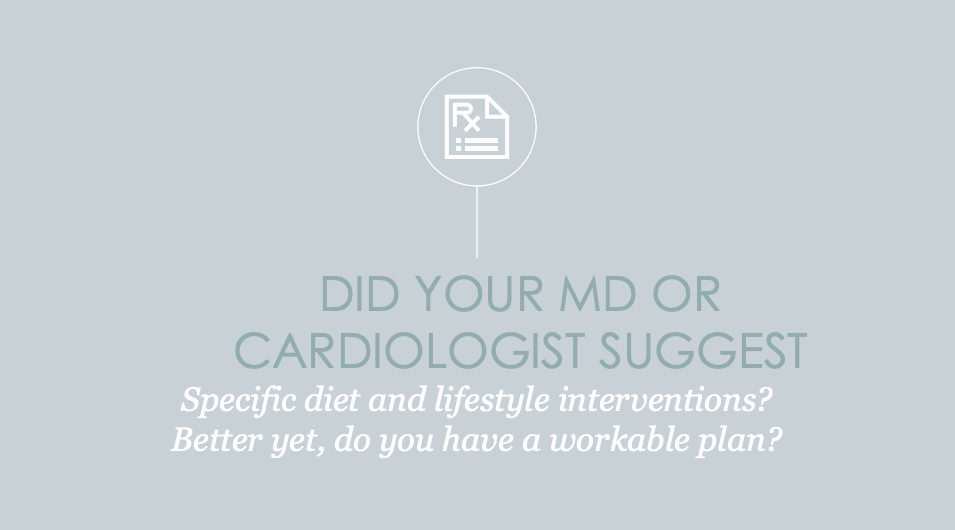 Rx
DID YOUR MD OR
CARDIOLOGIST SUGGEST
Specific diet and lifestyle interventions?
Better yet, do you have a workable plan?